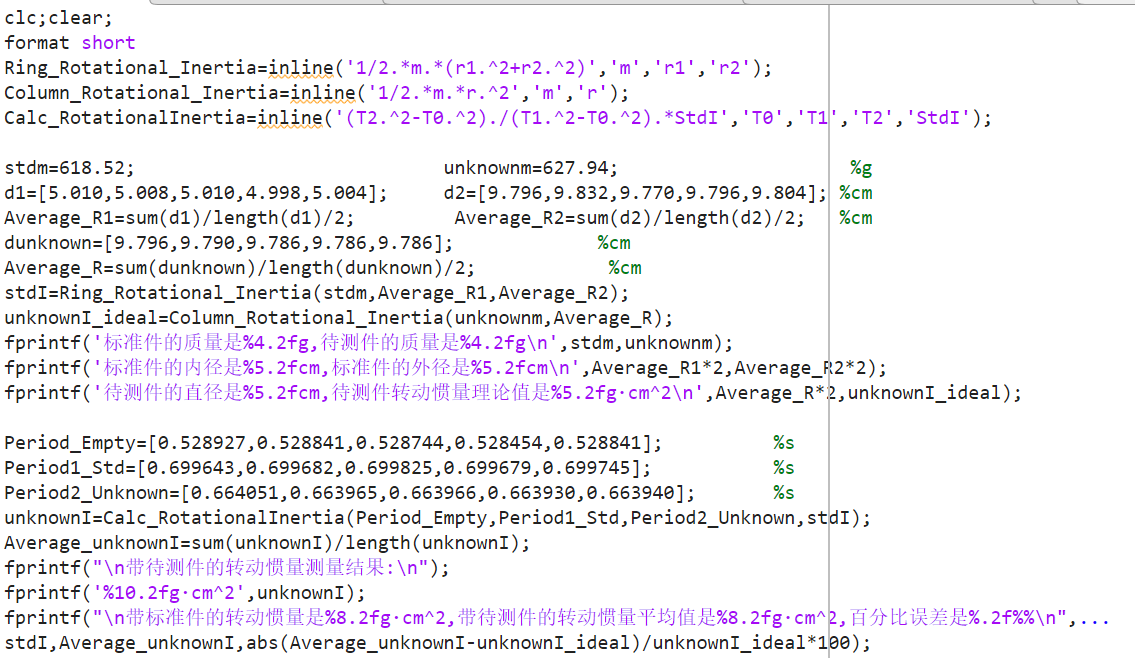 clc;clear;
format short
Ring_Rotational_Inertia=inline('1/2.*m.*(r1.^2+r2.^2)','m','r1','r2');
Column_Rotational_Inertia=inline('1/2.*m.*r.^2','m','r');
Calc_RotationalInertia=inline('(T2.^2-T0.^2)./(T1.^2-T0.^2).*StdI','T0','T1','T2','StdI');
stdm=618.52; unknownm=627.94; %g
d1=[5.010,5.008,5.010,4.998,5.004]; d2=[9.796,9.832,9.770,9.796,9.804]; %cm
Average_R1=sum(d1)/length(d1)/2; Average_R2=sum(d2)/length(d2)/2; %cm
dunknown=[9.796,9.790,9.786,9.786,9.786]; %cm
Average_R=sum(dunknown)/length(dunknown)/2; %cm
stdI=Ring_Rotational_Inertia(stdm,Average_R1,Average_R2);
unknownI_ideal=Column_Rotational_Inertia(unknownm,Average_R);
fprintf('标准件的质量是%4.2fg,待测件的质量是%4.2fg\n',stdm,unknownm);
fprintf('标准件的内径是%5.2fcm,标准件的外径是%5.2fcm\n',Average_R1*2,Average_R2*2);
fprintf('待测件的直径是%5.2fcm,待测件转动惯量理论值是%5.2fg·cm^2\n',Average_R*2,unknownI_ideal);
Period_Empty=[0.528927,0.528841,0.528744,0.528454,0.528841]; %s
Period1_Std=[0.699643,0.699682,0.699825,0.699679,0.699745]; %s
Period2_Unknown=[0.664051,0.663965,0.663966,0.663930,0.663940]; %s
unknownI=Calc_RotationalInertia(Period_Empty,Period1_Std,Period2_Unknown,stdI);
Average_unknownI=sum(unknownI)/length(unknownI);
fprintf("\n带待测件的转动惯量测量结果:\n");
fprintf('%10.2fg·cm^2',unknownI);
fprintf("\n带标准件的转动惯量是%8.2fg·cm^2,带待测件的转动惯量平均值是%8.2fg·cm^2,百分比误差是%.2f%%\n",...
stdI,Average_unknownI,abs(Average_unknownI-unknownI_ideal)/unknownI_ideal*100);